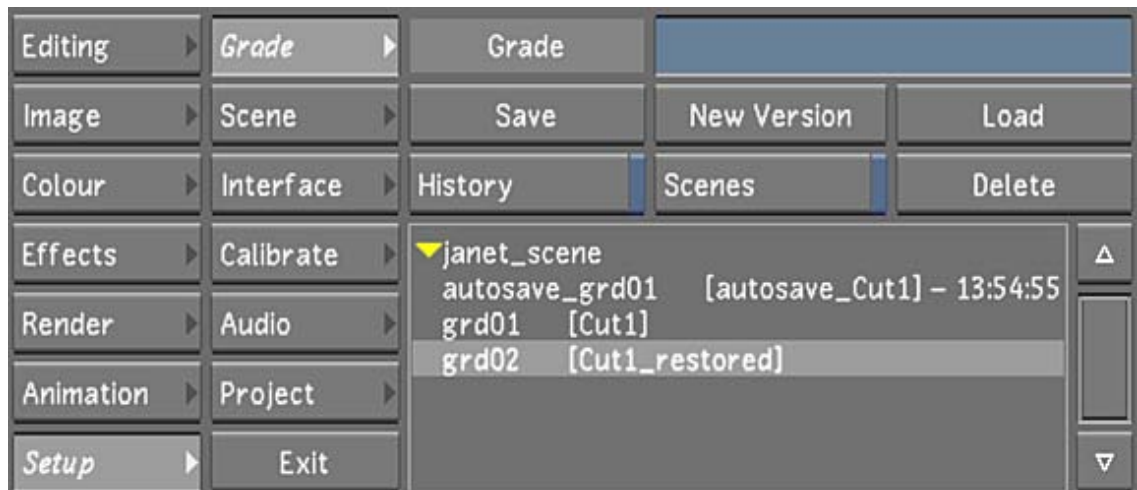 Editing Grade Grade
Image Scene Save New Version Load
Colour Interface History Scenes Delete
Effects Calibrate janet_scene
autosave_grd01 [autosave_Cut1] – 13:54:55
Render Audio grd01 [Cut1]
grd02 [Cut1_restored]
Animation Project
Setup Exit